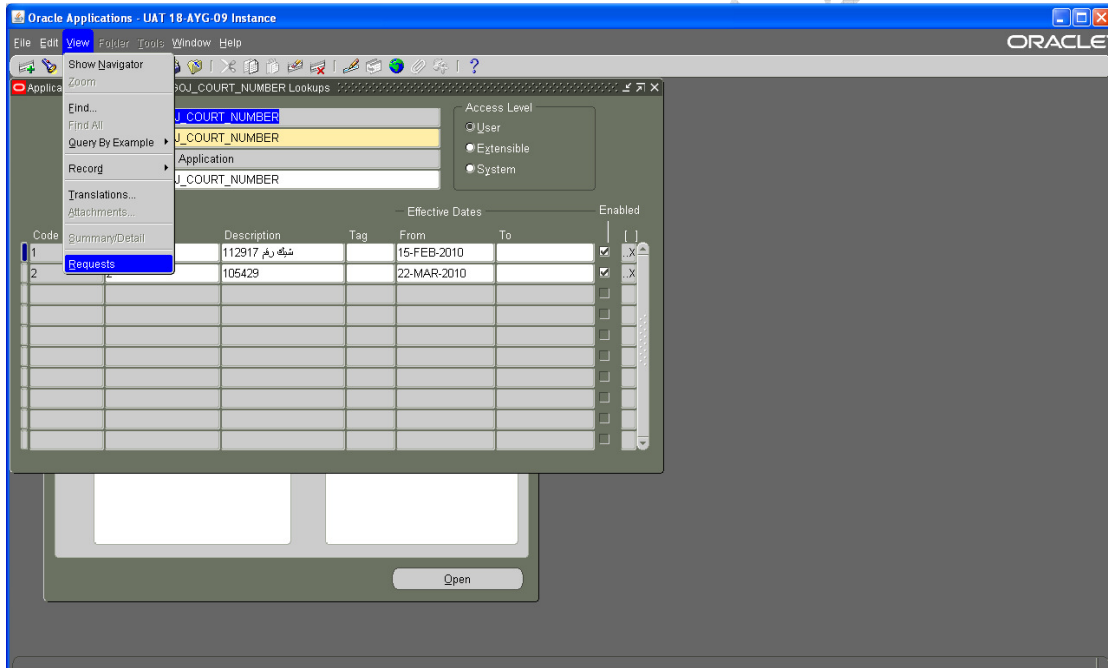 Oracle Applications - UAT 18-AYG-09 Instance
File Edit View Folder Tools Window Help
ORACLE
Show Navigator
Zoom
Find...
Find All
Query By Example
Record
Translations...
Attachments...
Summary/Detail
Requests
Applica GOJ_COURT_NUMBER Lookups
J_COURT_NUMBER
J_COURT_NUMBER
Application
J_COURT_NUMBER
Access Level
User
Extensible
System
Effective Dates
Enabled
Code Description Tag From To [ ]
1 شبك رقم 112917 15-FEB-2010 ..X
2 2 105429 22-MAR-2010 ..X
Open